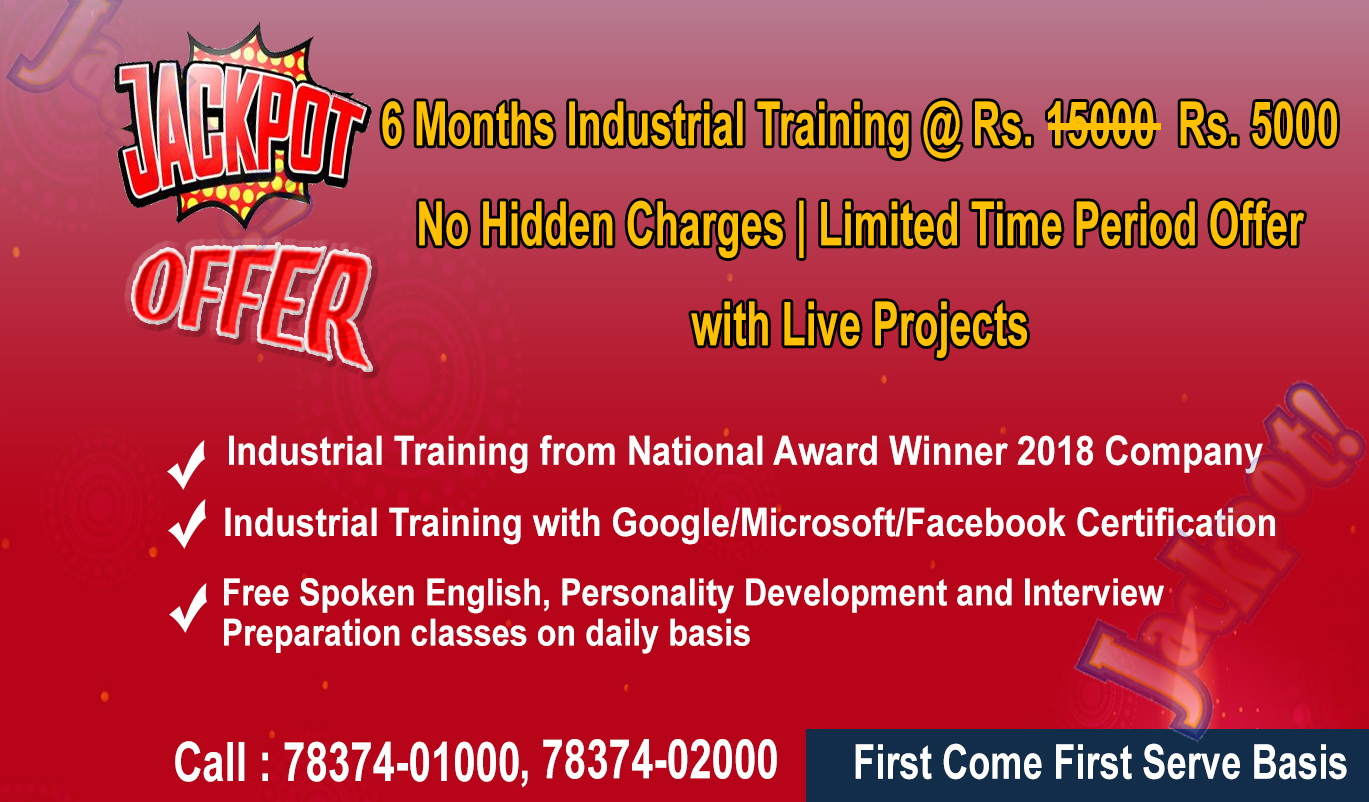 JACKPOT
OFFER
6 Months Industrial Training @ Rs. 15000 Rs. 5000
No Hidden Charges | Limited Time Period Offer
with Live Projects
Industrial Training from National Award Winner 2018 Company
Industrial Training with Google/Microsoft/Facebook Certification
Free Spoken English, Personality Development and Interview
Preparation classes on daily basis
Jackpot!
Call : 78374-01000, 78374-02000
First Come First Serve Basis